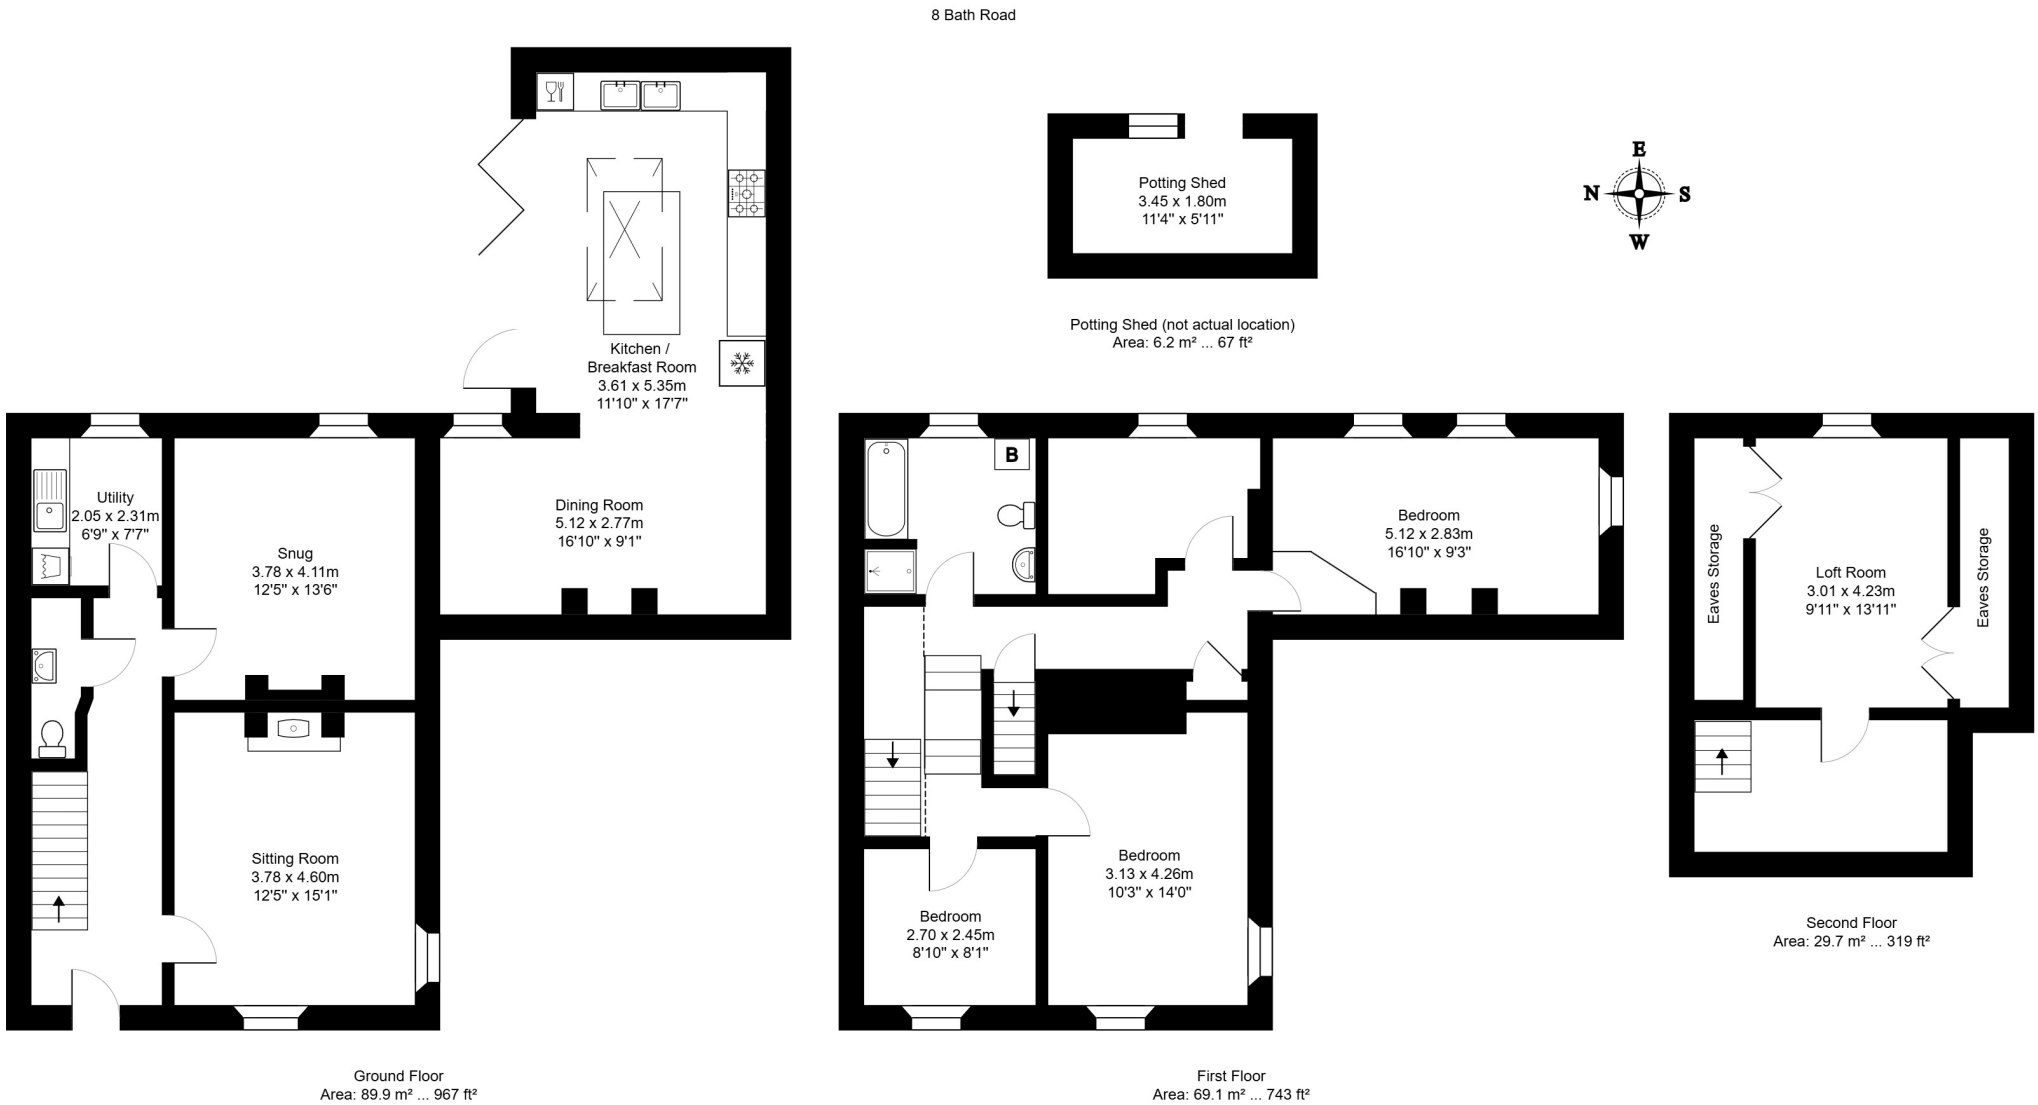 8 Bath Road
Kitchen /
Breakfast Room
3.61 x 5.35m
11'10" x 17'7"
Utility
2.05 x 2.31m
6'9" x 7'7"
Snug
3.78 x 4.11m
12'5" x 13'6"
Dining Room
5.12 x 2.77m
16'10" x 9'1"
Sitting Room
3.78 x 4.60m
12'5" x 15'1"
Ground Floor
Area: 89.9 m² ... 967 ft²
Potting Shed
3.45 x 1.80m
11'4" x 5'11"
Potting Shed (not actual location)
Area: 6.2 m² ... 67 ft²
E
N
S
W
B
Bedroom
5.12 x 2.83m
16'10" x 9'3"
Bedroom
3.13 x 4.26m
10'3" x 14'0"
Bedroom
2.70 x 2.45m
8'10" x 8'1"
First Floor
Area: 69.1 m² ... 743 ft²
Eaves Storage
Loft Room
3.01 x 4.23m
9'11" x 13'11"
Eaves Storage
Second Floor
Area: 29.7 m² ... 319 ft²